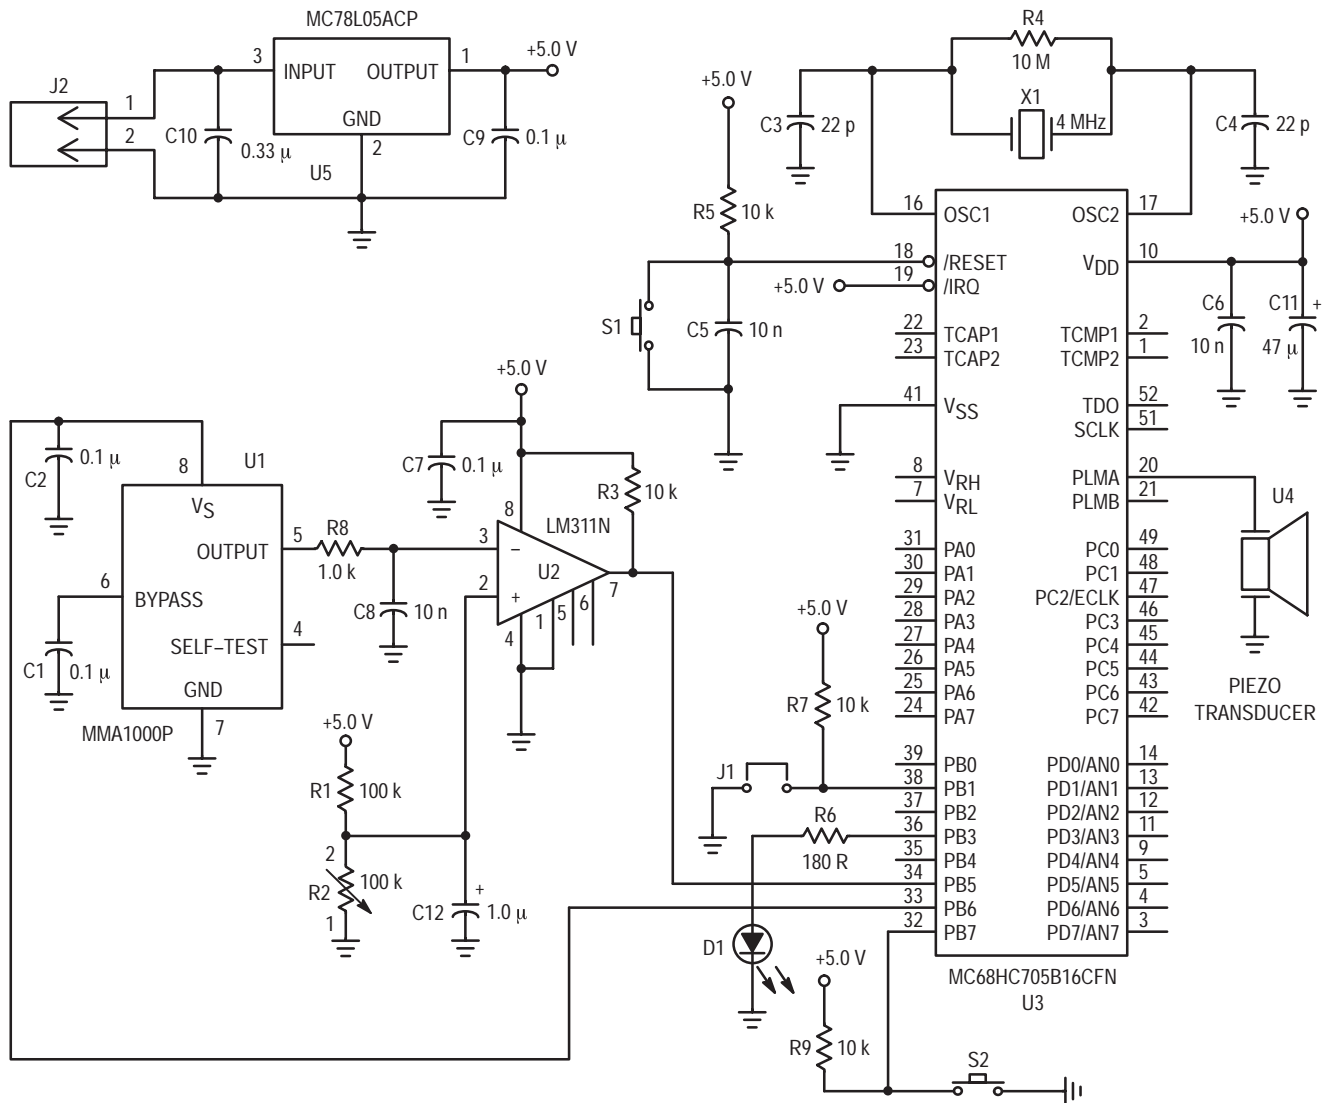 MC78L05ACP
J2
1
2
3
INPUT
OUTPUT
1
+5.0 V
GND
2
C10
0.33 µ
U5
C9
0.1 µ
R4
10 M
X1
4 MHz
C3
22 p
C4
22 p
+5.0 V
R5
10 k
16
OSC1
OSC2
17
+5.0 V
18
/RESET
VDD
10
+5.0 V
19
/IRQ
S1
C5
10 n
C6
10 n
C11
+
47 µ
22
TCAP1
TCMP1
2
23
TCAP2
TCMP2
1
41
VSS
TDO
52
SCLK
51
8
VRH
PLMA
20
7
VRL
PLMB
21
U4
PIEZO
TRANSDUCER
31
PA0
PC0
49
30
PA1
PC1
48
29
PA2
PC2/ECLK
47
28
PA3
PC3
46
27
PA4
PC4
45
26
PA5
PC5
44
25
PA6
PC6
43
24
PA7
PC7
42
39
PB0
PD0/AN0
14
38
PB1
PD1/AN1
13
37
PB2
PD2/AN2
12
36
PB3
PD3/AN3
11
35
PB4
PD4/AN4
9
34
PB5
PD5/AN5
5
33
PB6
PD6/AN6
4
32
PB7
PD7/AN7
3
MC68HC705B16CFN
U3
+5.0 V
C7
0.1 µ
R3
10 k
8
LM311N
3
–
2
+
U2
7
4
1
5
6
C2
0.1 µ
8
U1
VS
OUTPUT
5
R8
1.0 k
6
BYPASS
C8
10 n
SELF–TEST
4
C1
0.1 µ
GND
7
MMA1000P
+5.0 V
R1
100 k
2
R2
100 k
1
+
C12
1.0 µ
+5.0 V
R7
10 k
J1
R6
180 R
D1
+5.0 V
R9
10 k
S2